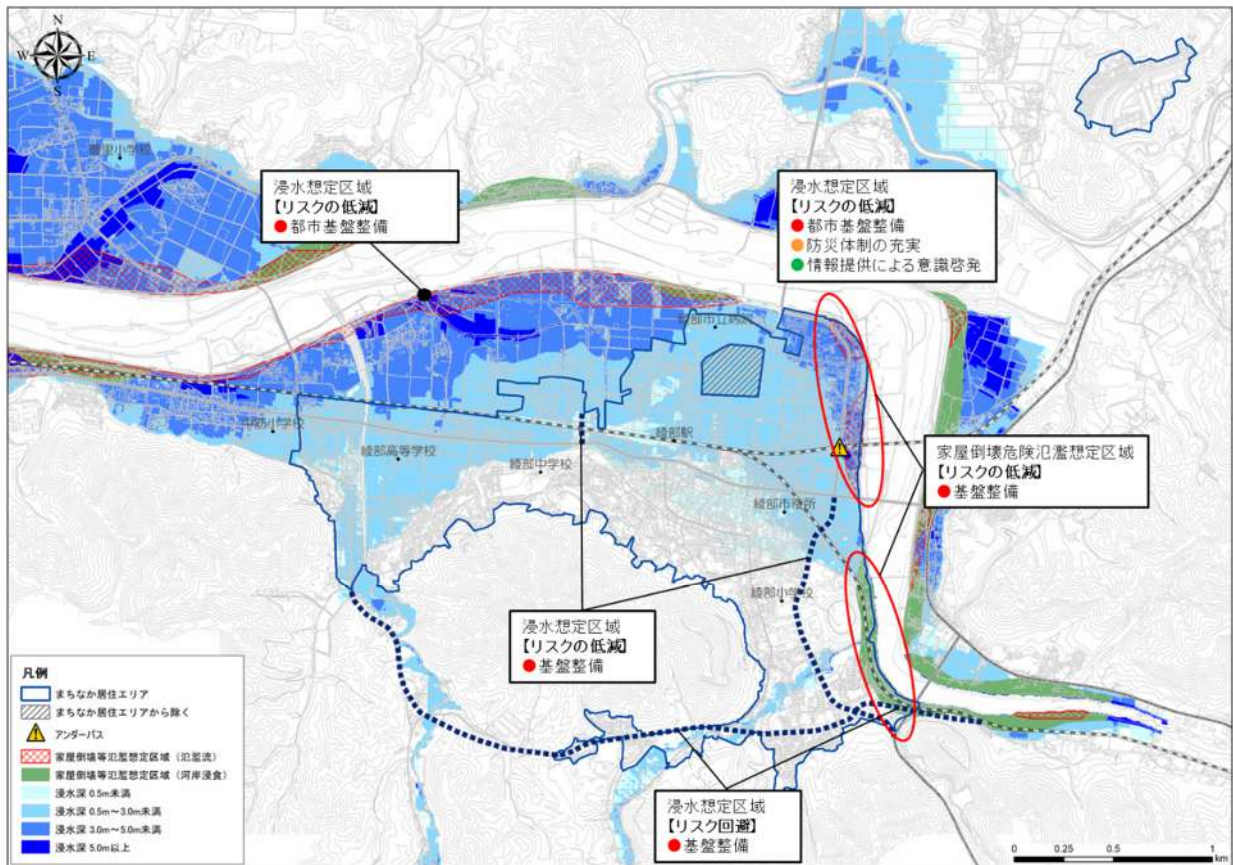 N
W
E
S
豊里小学校
浸水想定区域
【リスクの低減】
●都市基盤整備
浸水想定区域
【リスクの低減】
●都市基盤整備
●防災体制の充実
●情報提供による意識啓発
綾部市立病院
中筋小学校
綾部高等学校
綾部中学校
綾部駅
綾部市役所
綾部小学校
家屋倒壊危険氾濫想定区域
【リスクの低減】
●基盤整備
浸水想定区域
【リスクの低減】
●基盤整備
浸水想定区域
【リスク回避】
●基盤整備
凡例
まちなか居住エリア
まちなか居住エリアから除く
アンダーパス
家屋倒壊等氾濫想定区域（氾濫流）
家屋倒壊等氾濫想定区域（河岸浸食）
浸水深 0.5m未満
浸水深 0.5m～3.0m未満
浸水深 3.0m～5.0m未満
浸水深 5.0m以上
0 0.25 0.5 1
km